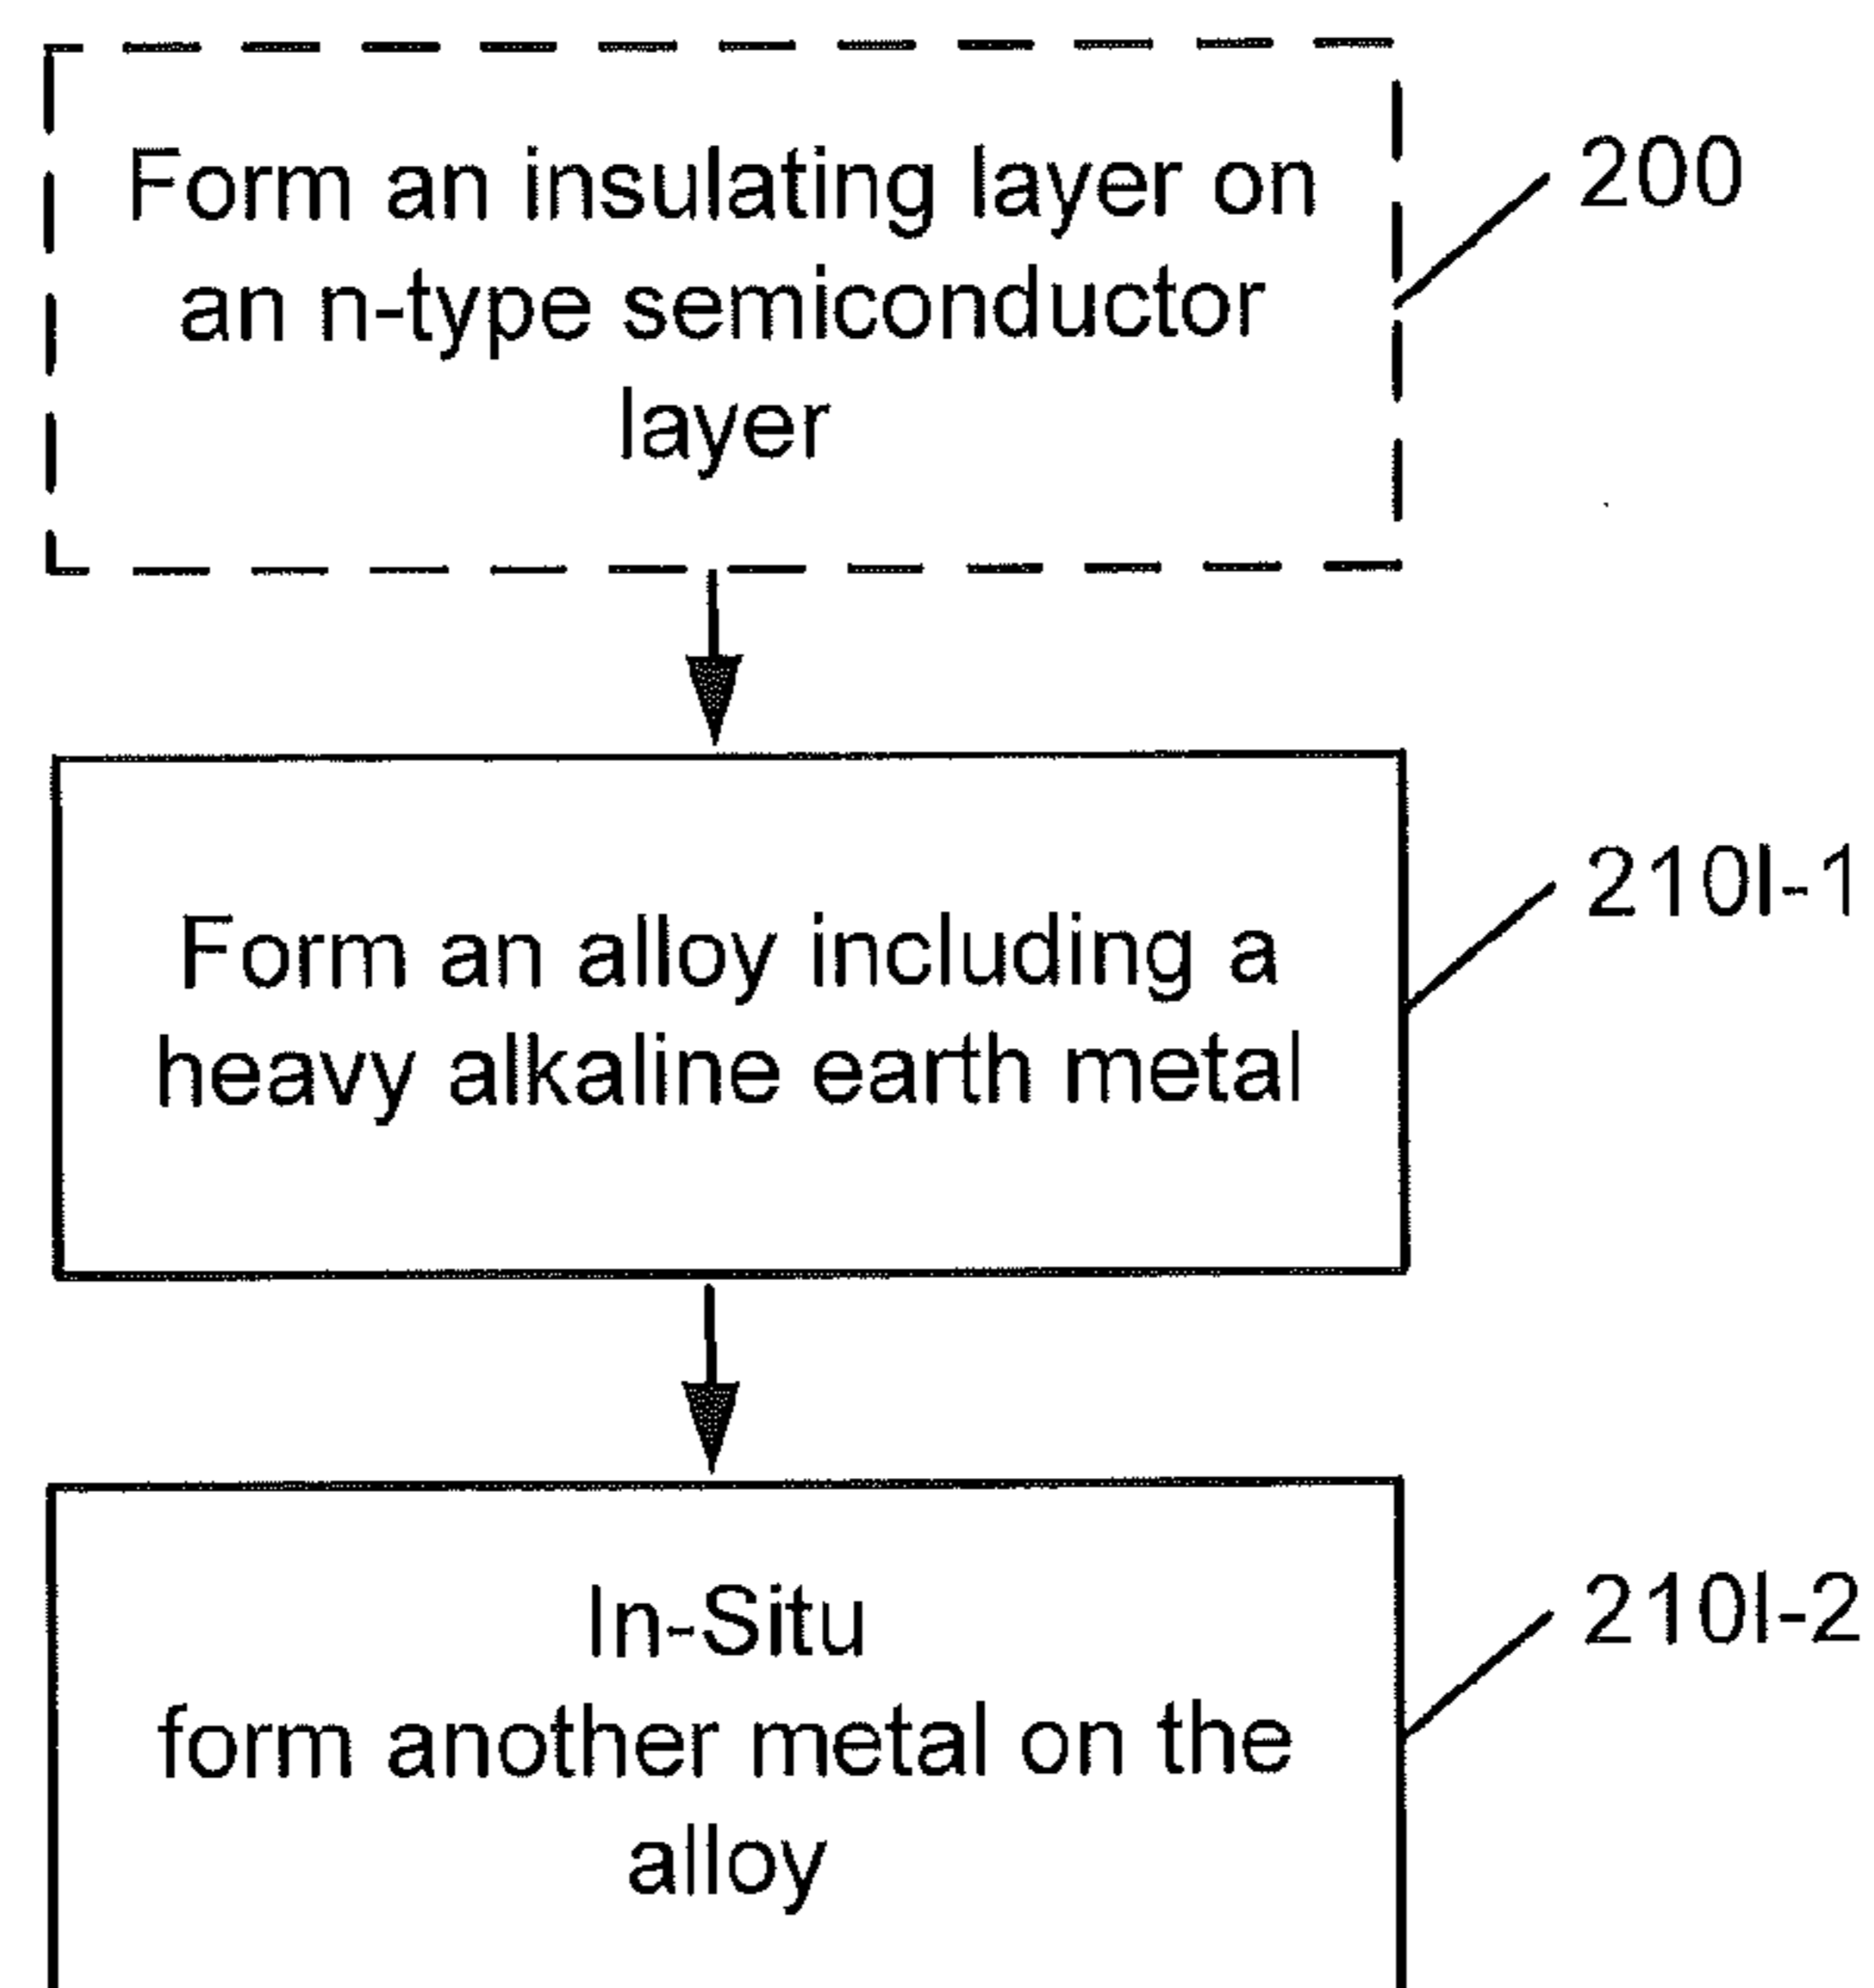 Form an insulating layer on
an n-type semiconductor
layer
200
Form an alloy including a
heavy alkaline earth metal
210I-1
In-Situ
form another metal on the
alloy
210I-2